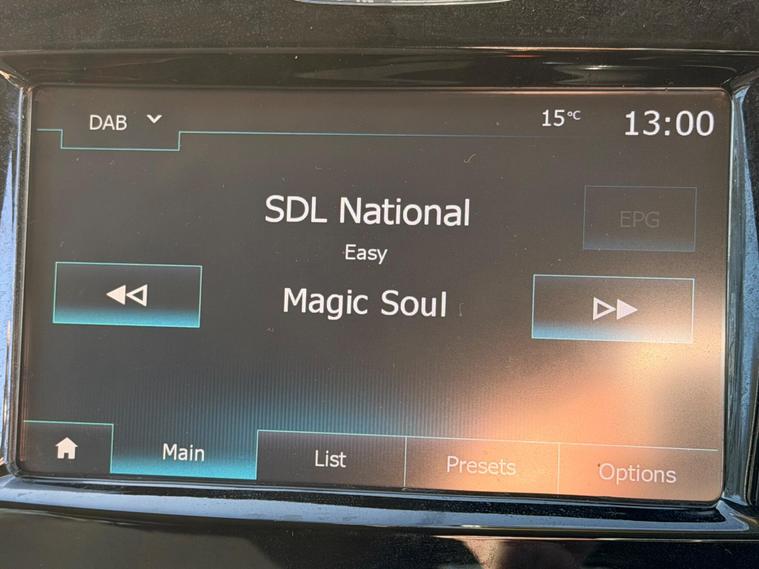 DAB
15°C
13:00
SDL National
EPG
Easy
Magic Soul
Main
List
Presets
Options